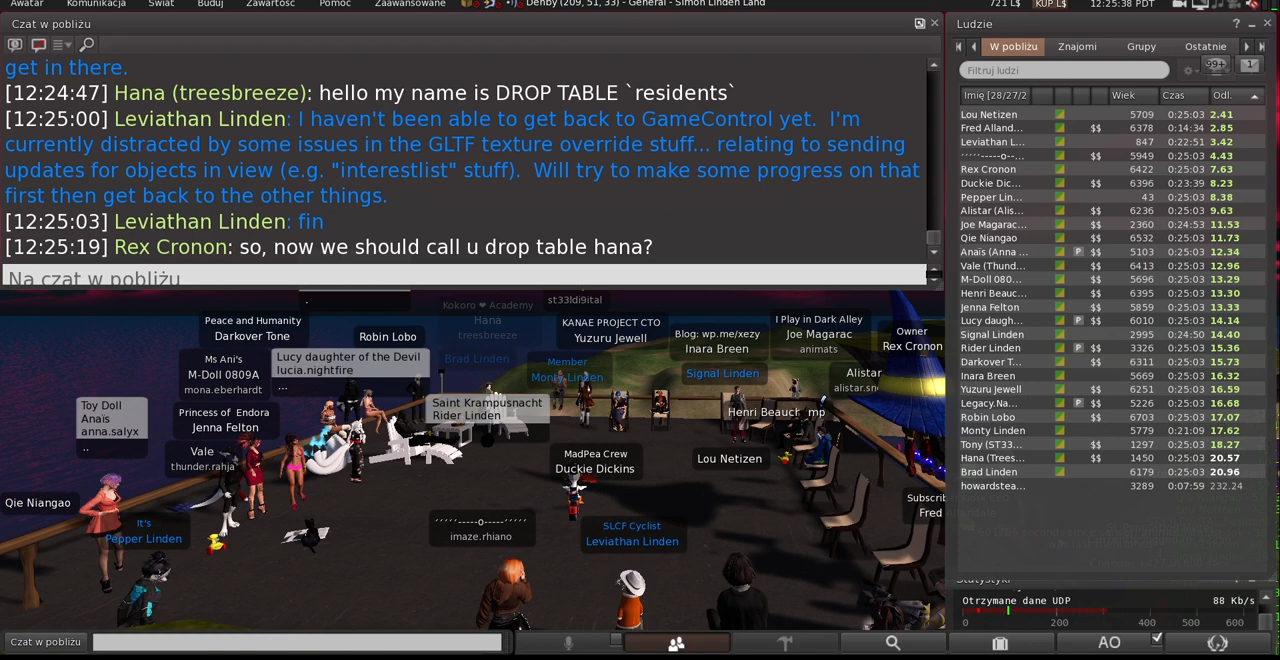 Awatar Komunikacja Świat Buduj Zawartość Pomoc Zaawansowane Denby (209, 51, 33) - General - Simon Linden Land 721 L$ KUP L$ 12:25:38 PDT
Czat w pobliżu
get in there.
[12:24:47] Hana (treesbreeze): hello my name is DROP TABLE `residents`
[12:25:00] Leviathan Linden: I haven't been able to get back to GameControl yet. I'm
currently distracted by some issues in the GLTF texture override stuff... relating to sending
updates for objects in view (e.g. "interestlist" stuff). Will try to make some progress on that
first then get back to the other things.
[12:25:03] Leviathan Linden: fin
[12:25:19] Rex Cronon: so, now we should call u drop table hana?
Na czat w pobliżu
Kokoro ❤ Academy
Hana
treesbreeze
Brad Linden
st33ldi9ital
Peace and Humanity
Darkover Tone
Robin Lobo
KANAE PROJECT CTO
Yuzuru Jewell
Blog: wp.me/xezy
Inara Breen
I Play in Dark Alley
Joe Magarac
animats
Owner
Rex Cronon
Ms Ani's
M-Doll 0809A
mona.eberhardt
Lucy daughter of the Devil
lucia.nightfire
...
Member
Monty Linden
Signal Linden
Alistar
Toy Doll
Anaïs
anna.salyx
..
Princess of Endora
Jenna Felton
Saint Krampusnacht
Rider Linden
Henri Beauch mp
Vale
thunder.rahja
MadPea Crew
Duckie Dickins
Lou Netizen
Qie Niangao
It's
Pepper Linden
´´´´´-----o-----´´´´´
imaze.rhiano
SLCF Cyclist
Leviathan Linden
Subscrib
Fred
Czat w pobliżu
AO
Ludzie
W pobliżu Znajomi Grupy Ostatnie
Filtruj ludzi 99+ 1
Imię [28/27/2 Wiek Czas Odl.
Lou Netizen 5709 0:25:03 2.41
Fred Alland... $$ 6378 0:14:34 2.85
Leviathan L... 847 0:22:51 3.42
´´´´´-----o--... $$ 5949 0:25:03 4.43
Rex Cronon 6422 0:25:03 7.63
Duckie Dic... $$ 6396 0:23:39 8.23
Pepper Lin... 43 0:25:03 8.38
Alistar (Alis... $$ 6236 0:25:03 9.63
Joe Magarac... $$ 2360 0:24:53 11.53
Qie Niangao $$ 6532 0:25:03 11.73
Anaïs (Anna ... P $$ 5103 0:25:03 12.34
Vale (Thund... $$ 6413 0:25:03 12.96
M-Doll 080... $$ 5696 0:25:03 13.29
Henri Beauc... $$ 6395 0:25:03 13.30
Jenna Felton $$ 5859 0:25:03 13.33
Lucy daugh... P $$ 6010 0:25:03 14.14
Signal Linden 2995 0:24:50 14.40
Rider Linden P $$ 3326 0:25:03 15.36
Darkover T... $$ 6311 0:25:03 15.73
Inara Breen 5669 0:25:03 16.32
Yuzuru Jewell $$ 6251 0:25:03 16.59
Legacy.Na... P $$ 5226 0:25:03 16.68
Robin Lobo $$ 6703 0:25:03 17.07
Monty Linden 5779 0:21:09 17.62
Tony (ST33... $$ 1297 0:25:03 18.27
Hana (Trees... $$ 1450 0:25:03 20.57
Brad Linden 6179 0:25:03 20.96
howardstea... 3289 0:07:59 232.24
Statystyki
Otrzymane dane UDP 88 Kb/s
0 200 400 500 600